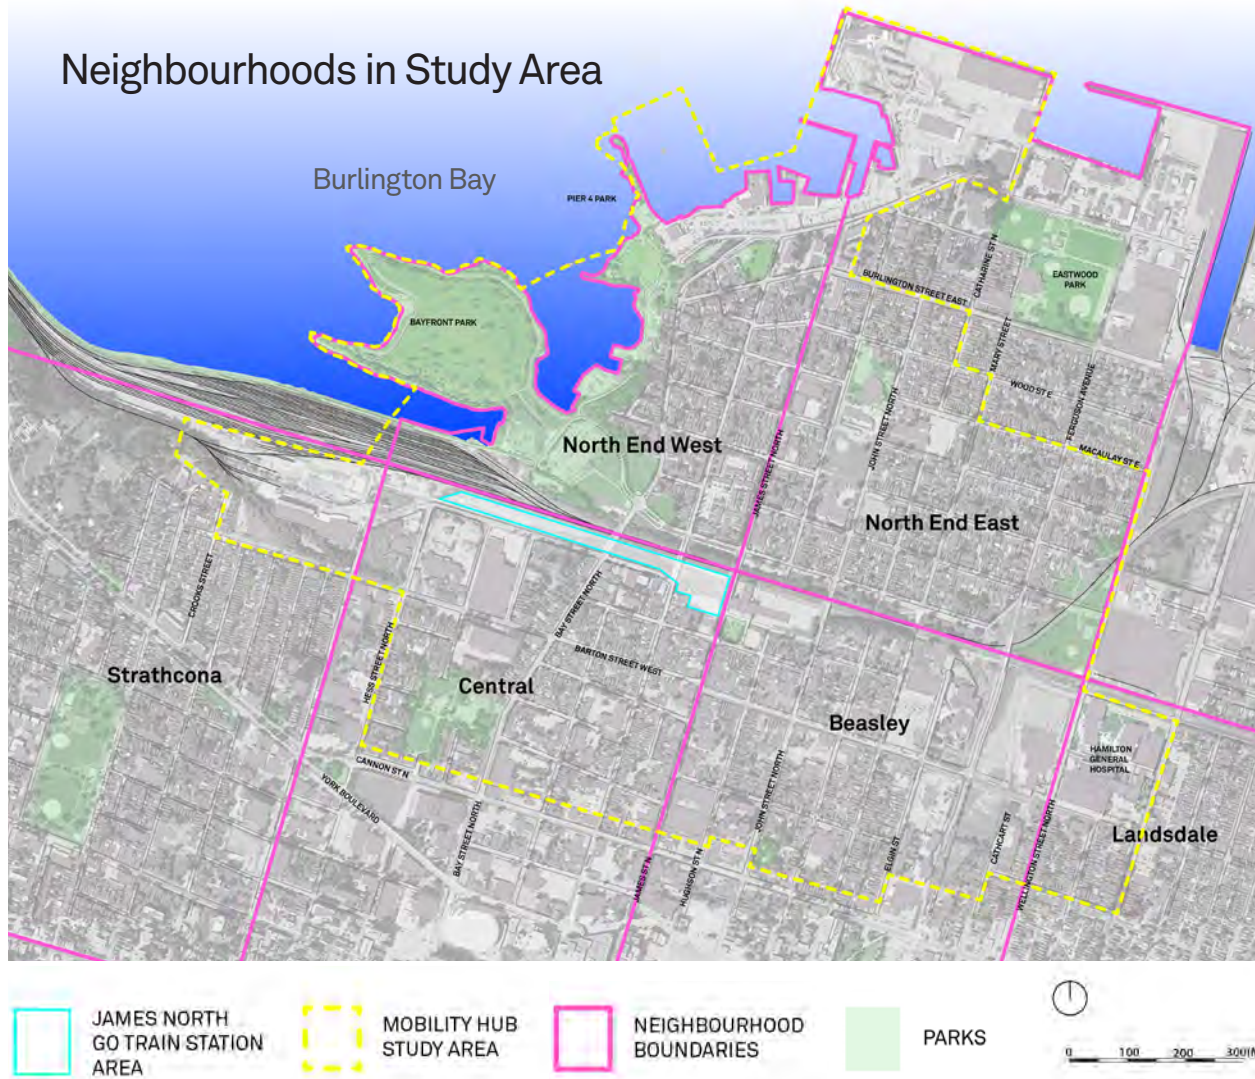 Neighbourhoods in Study Area
Burlington Bay
PIER 4 PARK
BAYFRONT PARK
BURLINGTON STREET EAST
CATHARINE ST N
EASTWOOD
PARK
MARY STREET
WOOD ST E
FERGUSON AVENUE
MACAULAY ST E
JOHN STREET NORTH
JAMES STREET NORTH
North End West
North End East
CROOKS STREET
BAY STREET NORTH
BARTON STREET WEST
HESS STREET NORTH
Strathcona
Central
Beasley
HAMILTON
GENERAL
HOSPITAL
CANNON ST N
YORK BOULEVARD
BAY STREET NORTH
JOHN STREET NORTH
JAMES ST N
HUGHSON ST N
ELGIN ST
CATHCART ST
WELLINGTON STREET NORTH
Landsdale
JAMES NORTH
GO TRAIN STATION
AREA
MOBILITY HUB
STUDY AREA
NEIGHBOURHOOD
BOUNDARIES
PARKS
0 100 200 300(M